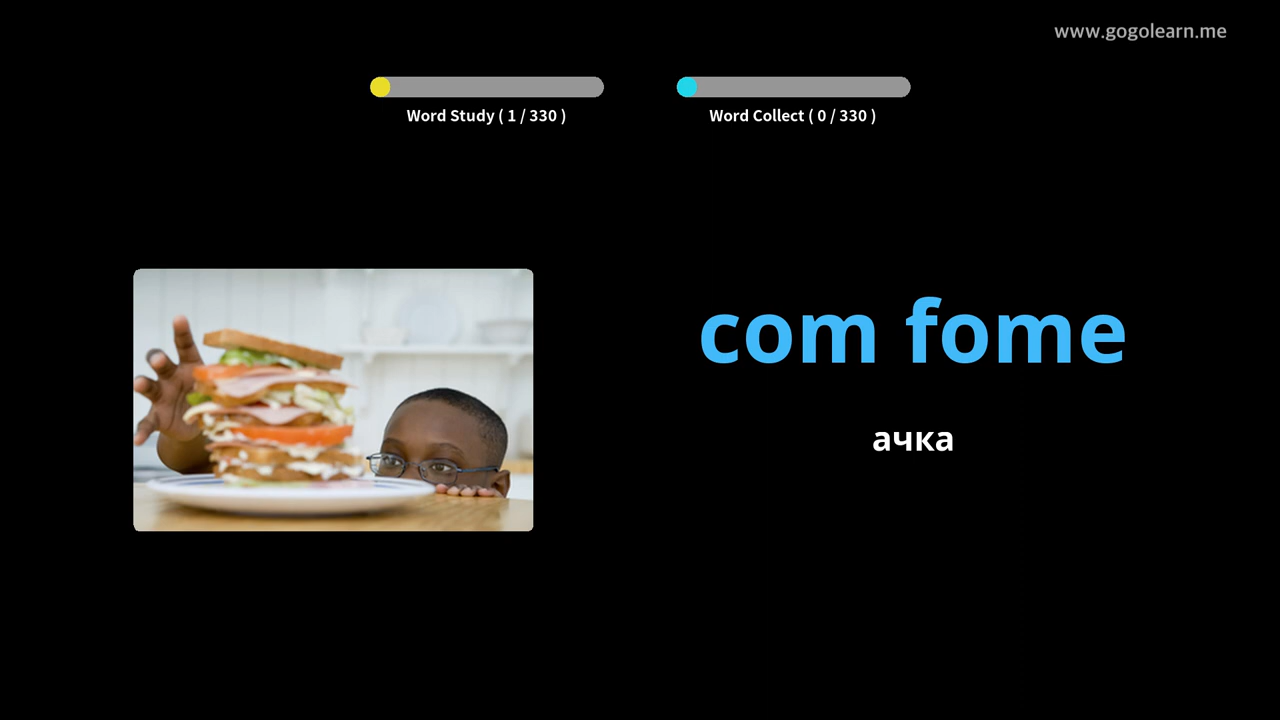 www.gogolearn.me
Word Study ( 1 / 330 )
Word Collect ( 0 / 330 )
com fome
ачка